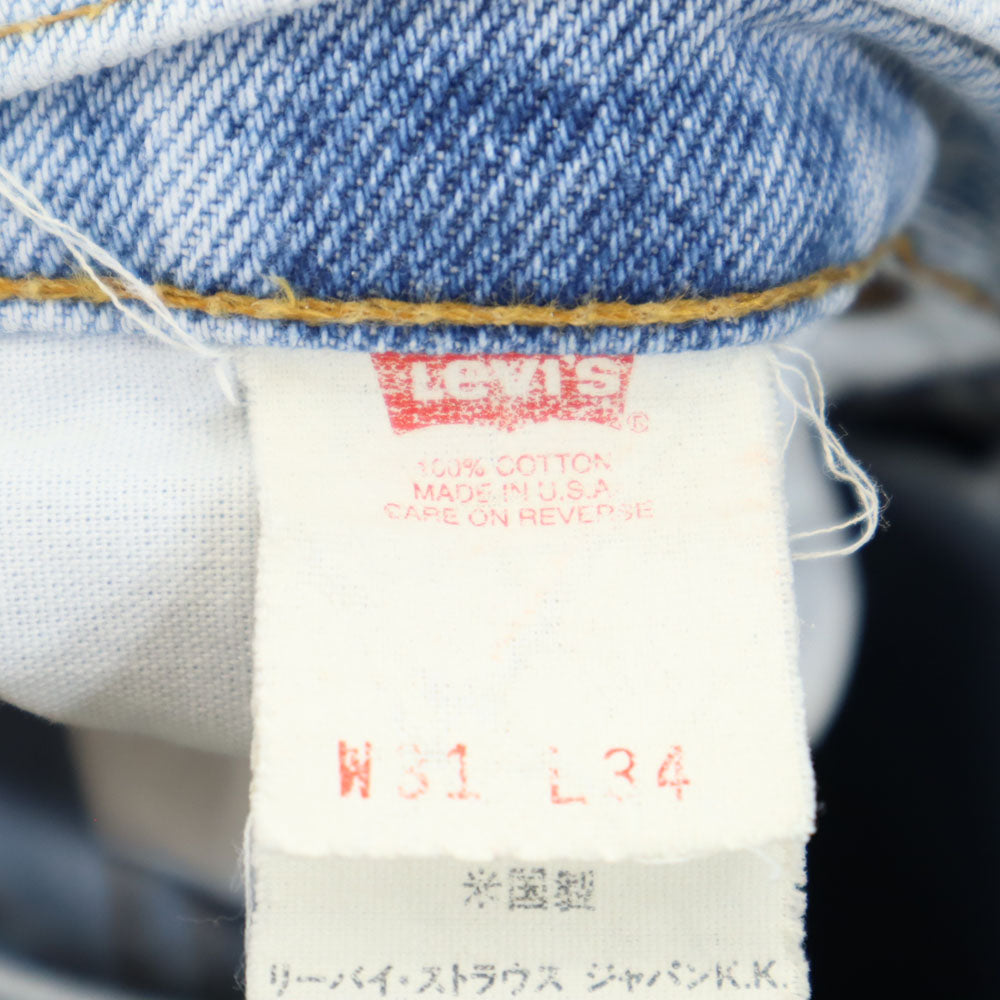 Levi's ®
100% COTTON
MADE IN U.S.A
CARE ON REVERSE
W31 L34
米国製
リーバイ・ストラウス ジャパンK.K.